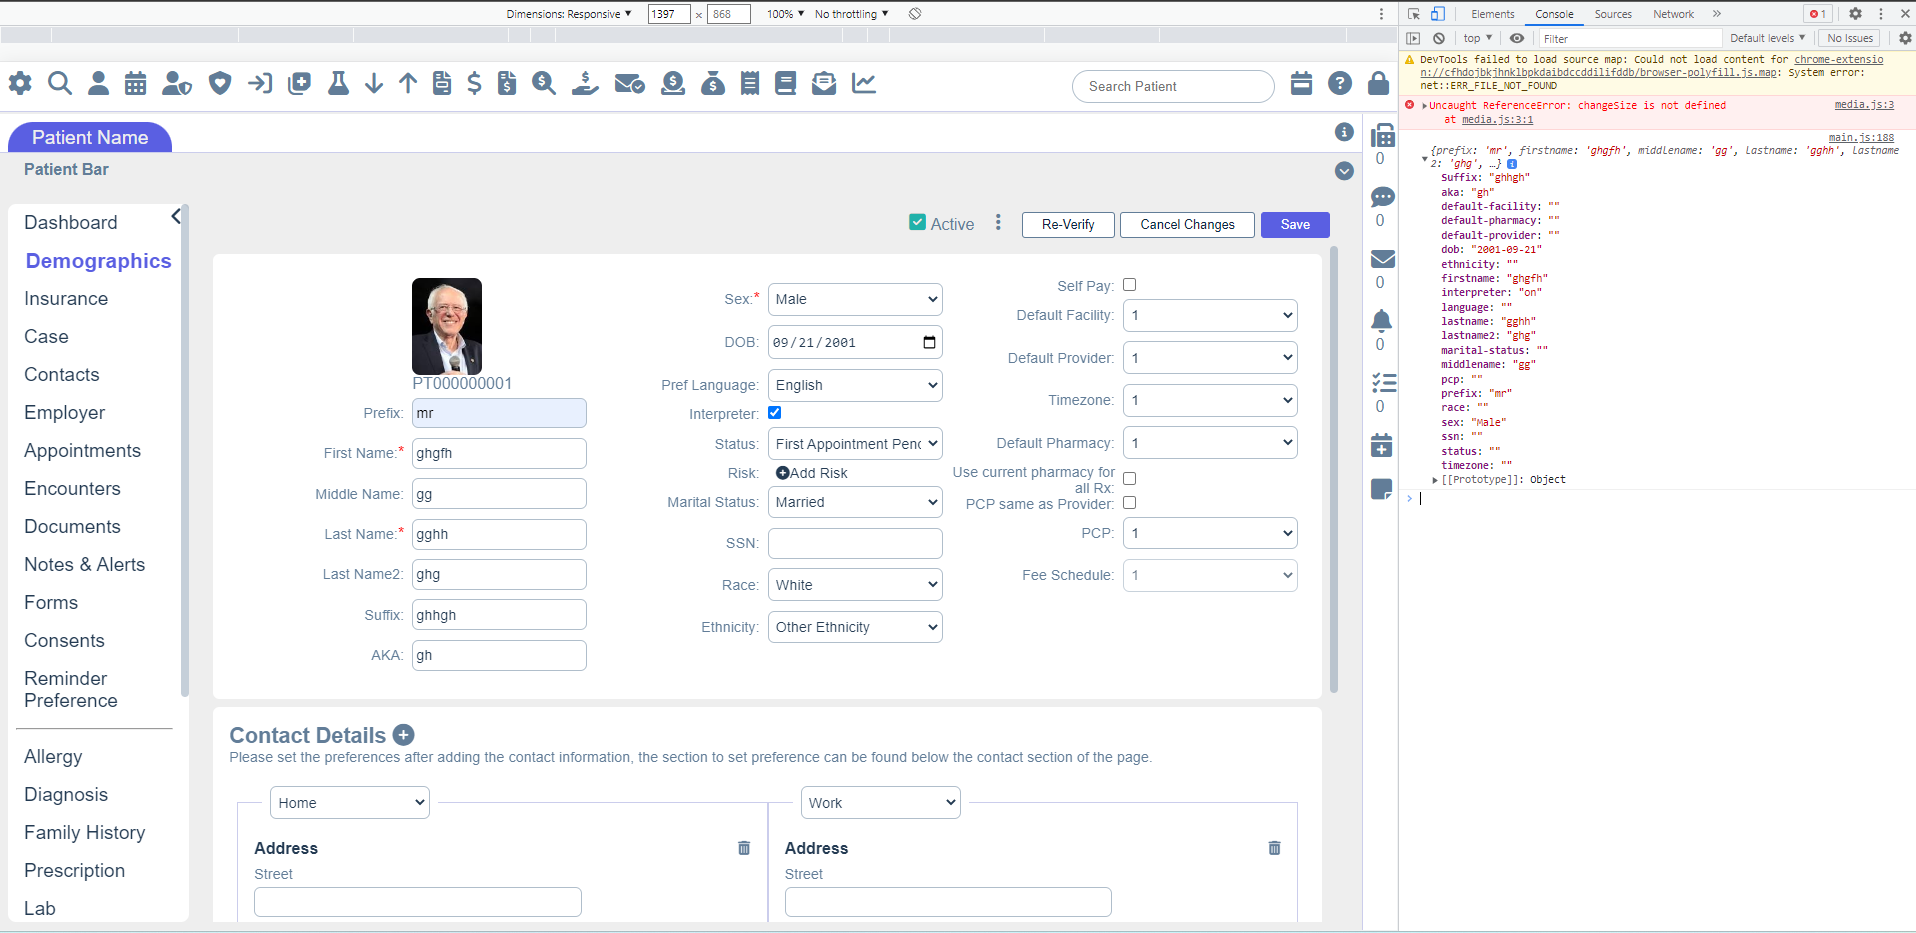 Dimensions: Responsive ▼ 1397 × 868 100% ▼ No throttling ▼
Elements Console Sources Network » 1
top ▼ Filter Default levels ▼ No Issues
DevTools failed to load source map: Could not load content for chrome-extensio
n://cfhdojbkjhnklbpkdaibdccddilifddb/browser-polyfill.js.map: System error:
net::ERR_FILE_NOT_FOUND
Uncaught ReferenceError: changeSize is not defined media.js:3
at media.js:3:1
main.js:188
{prefix: 'mr', firstname: 'ghgfh', middlename: 'gg', lastname: 'gghh', lastname
2: 'ghg', …}
Suffix: "ghhgh"
aka: "gh"
default-facility: ""
default-pharmacy: ""
default-provider: ""
dob: "2001-09-21"
ethnicity: ""
firstname: "ghgfh"
interpreter: "on"
language: ""
lastname: "gghh"
lastname2: "ghg"
marital-status: ""
middlename: "gg"
pcp: ""
prefix: "mr"
race: ""
sex: "Male"
ssn: ""
status: ""
timezone: ""
[[Prototype]]: Object
Search Patient
Patient Name
Patient Bar
Dashboard
Demographics
Insurance
Case
Contacts
Employer
Appointments
Encounters
Documents
Notes & Alerts
Forms
Consents
Reminder
Preference
Allergy
Diagnosis
Family History
Prescription
Lab
Active Re-Verify Cancel Changes Save
PT000000001
Prefix: mr
First Name:* ghgfh
Middle Name: gg
Last Name:* gghh
Last Name2: ghg
Suffix: ghhgh
AKA: gh
Sex:* Male
DOB: 09/21/2001
Pref Language: English
Interpreter:
Status: First Appointment Penc
Risk: Add Risk
Marital Status: Married
SSN:
Race: White
Ethnicity: Other Ethnicity
Self Pay:
Default Facility: 1
Default Provider: 1
Timezone: 1
Default Pharmacy: 1
Use current pharmacy for
all Rx:
PCP same as Provider:
PCP: 1
Fee Schedule: 1
0
0
0
0
0
Contact Details
Please set the preferences after adding the contact information, the section to set preference can be found below the contact section of the page.
Home
Address
Street
Work
Address
Street